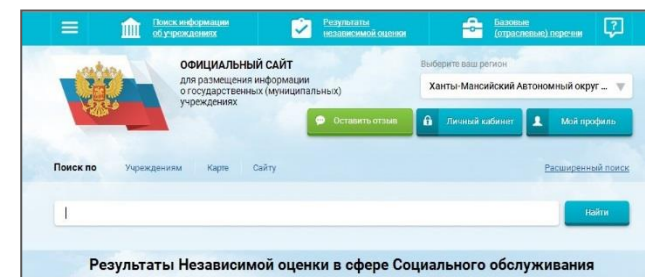 Поиск информации
об учреждениях
Результаты
независимой оценки
Базовые
(отраслевые) перечни
ОФИЦИАЛЬНЫЙ САЙТ
для размещения информации
о государственных (муниципальных)
учреждениях
Выберите ваш регион
Ханты-Мансийский Автономный округ ...
Оставить отзыв
Личный кабинет
Мой профиль
Поиск по
Учреждениям
Карте
Сайту
Расширенный поиск
Найти
Результаты Независимой оценки в сфере Социального обслуживания